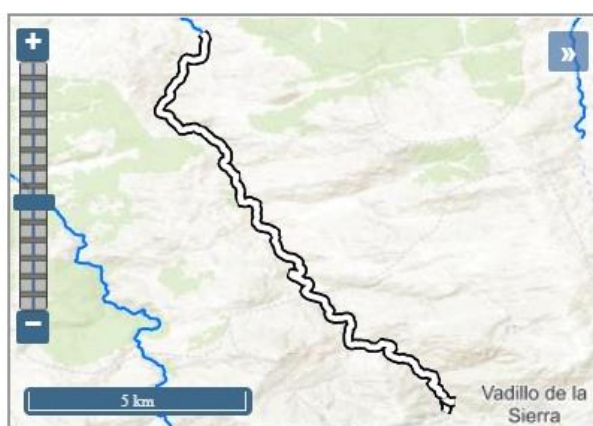 +
»
−
5 km
Vadillo de la
Sierra